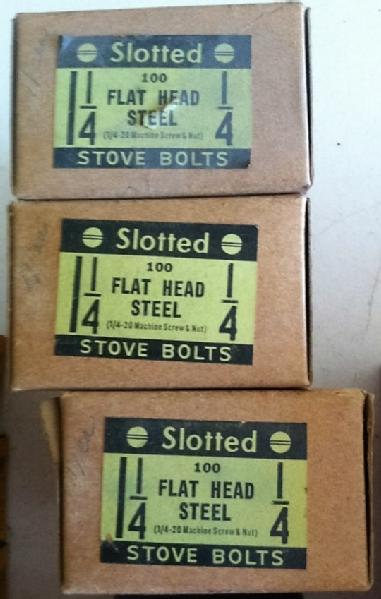 Slotted
100
1 1/4 FLAT HEAD 1/4
STEEL
(1/4-20 Machine Screw & Nut)
STOVE BOLTS
Slotted
100
1 1/4 FLAT HEAD 1/4
STEEL
(1/4-20 Machine Screw & Nut)
STOVE BOLTS
Slotted
100
1 1/4 FLAT HEAD 1/4
STEEL
(1/4-20 Machine Screw & Nut)
STOVE BOLTS